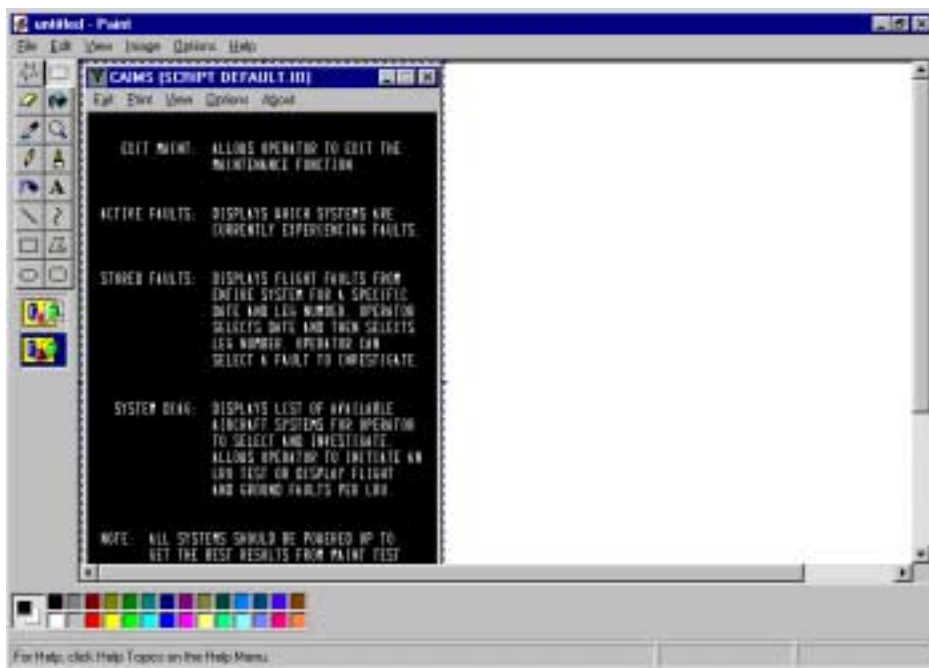 untitled - Paint
File Edit View Image Options Help
CAIMS (SCRIPT DEFAULT.III)
Exit Print View Options About
EXIT MAINT: ALLOWS OPERATOR TO EXIT THE
MAINTENANCE FUNCTION
ACTIVE FAULTS: DISPLAYS WHICH SYSTEMS ARE
CURRENTLY EXPERIENCING FAULTS.
STORED FAULTS: DISPLAYS FLIGHT FAULTS FROM
ENTIRE SYSTEM FOR A SPECIFIC
DATE AND LEG NUMBER. OPERATOR
SELECTS DATE AND THEN SELECTS
LEG NUMBER. OPERATOR CAN
SELECT A FAULT TO INVESTIGATE.
SYSTEM DIAG: DISPLAYS LIST OF AVAILABLE
AIRCRAFT SYSTEMS FOR OPERATOR
TO SELECT AND INVESTIGATE.
ALLOWS OPERATOR TO INITIATE AN
LRU TEST OR DISPLAY FLIGHT
AND GROUND FAULTS PER LRU.
NOTE: ALL SYSTEMS SHOULD BE POWERED UP TO
GET THE BEST RESULTS FROM MAINT TEST
For Help, click Help Topics on the Help Menu.